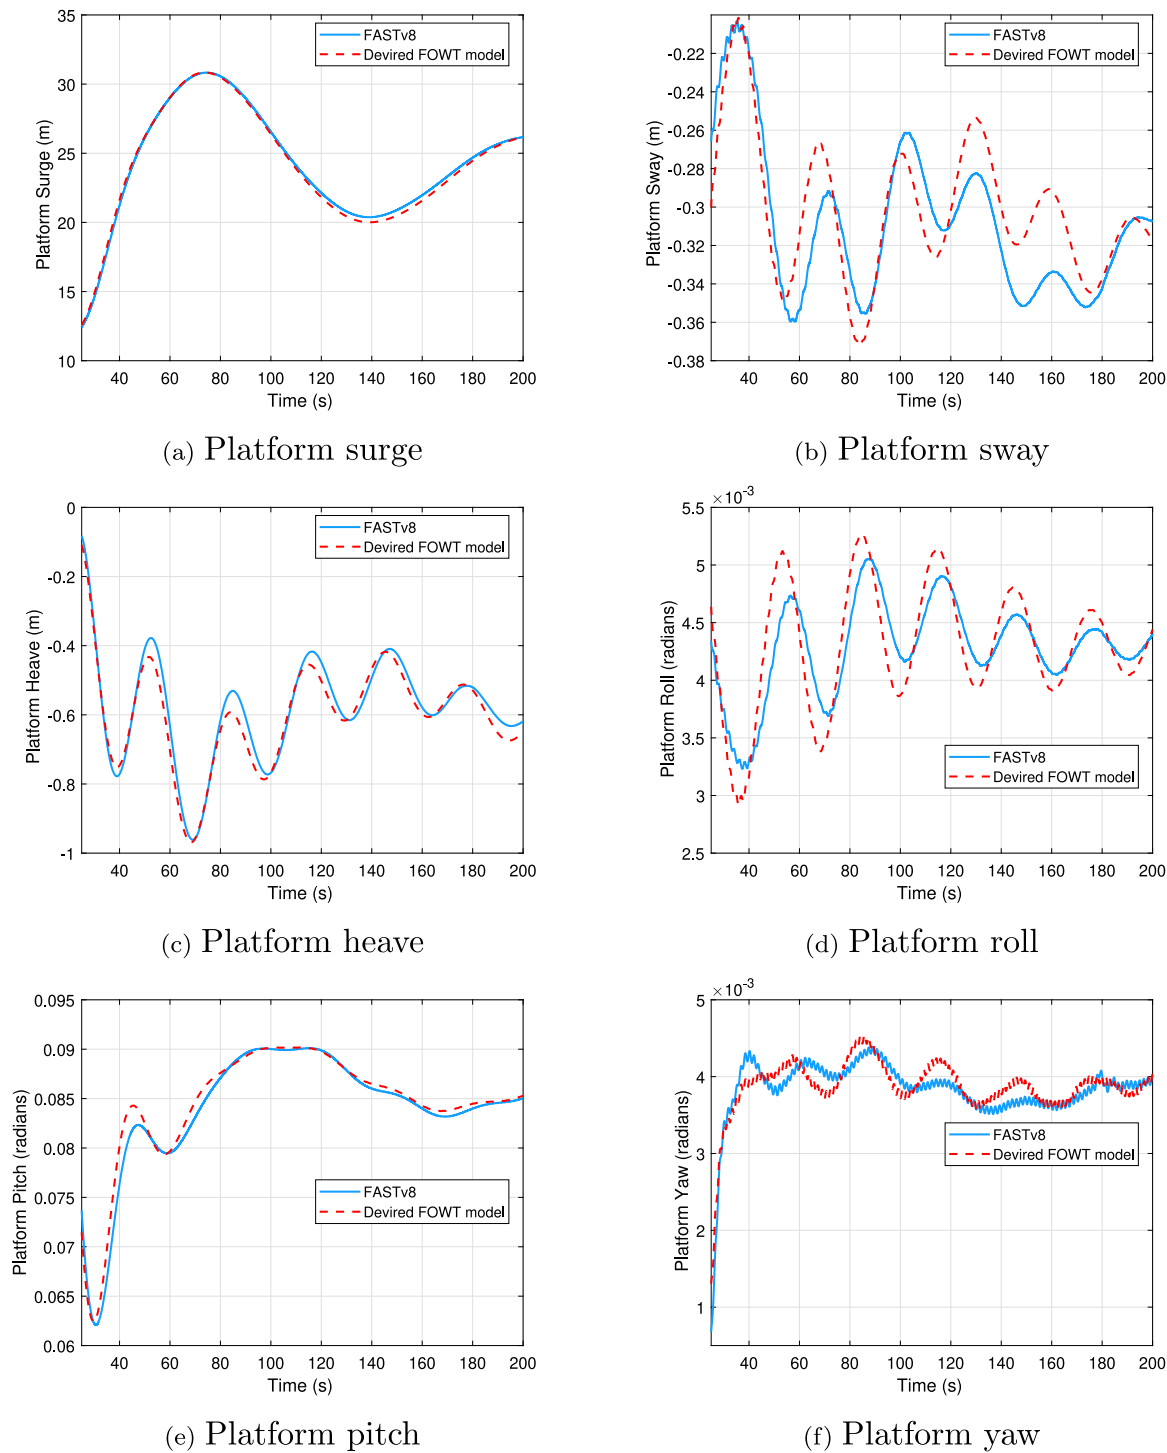 35
30
25
20
15
10
Platform Surge (m)
FASTv8
Devired FOWT model
40 60 80 100 120 140 160 180 200
Time (s)
(a) Platform surge
-0.22
-0.24
-0.26
-0.28
-0.3
-0.32
-0.34
-0.36
-0.38
Platform Sway (m)
FASTv8
Devired FOWT model
40 60 80 100 120 140 160 180 200
Time (s)
(b) Platform sway
0
-0.2
-0.4
-0.6
-0.8
-1
Platform Heave (m)
FASTv8
Devired FOWT model
40 60 80 100 120 140 160 180 200
Time (s)
(c) Platform heave
×10⁻³
5.5
5
4.5
4
3.5
3
2.5
Platform Roll (radians)
FASTv8
Devired FOWT model
40 60 80 100 120 140 160 180 200
Time (s)
(d) Platform roll
0.095
0.09
0.085
0.08
0.075
0.07
0.065
0.06
Platform Pitch (radians)
FASTv8
Devired FOWT model
40 60 80 100 120 140 160 180 200
Time (s)
(e) Platform pitch
×10⁻³
5
4
3
2
1
Platform Yaw (radians)
FASTv8
Devired FOWT model
40 60 80 100 120 140 160 180 200
Time (s)
(f) Platform yaw